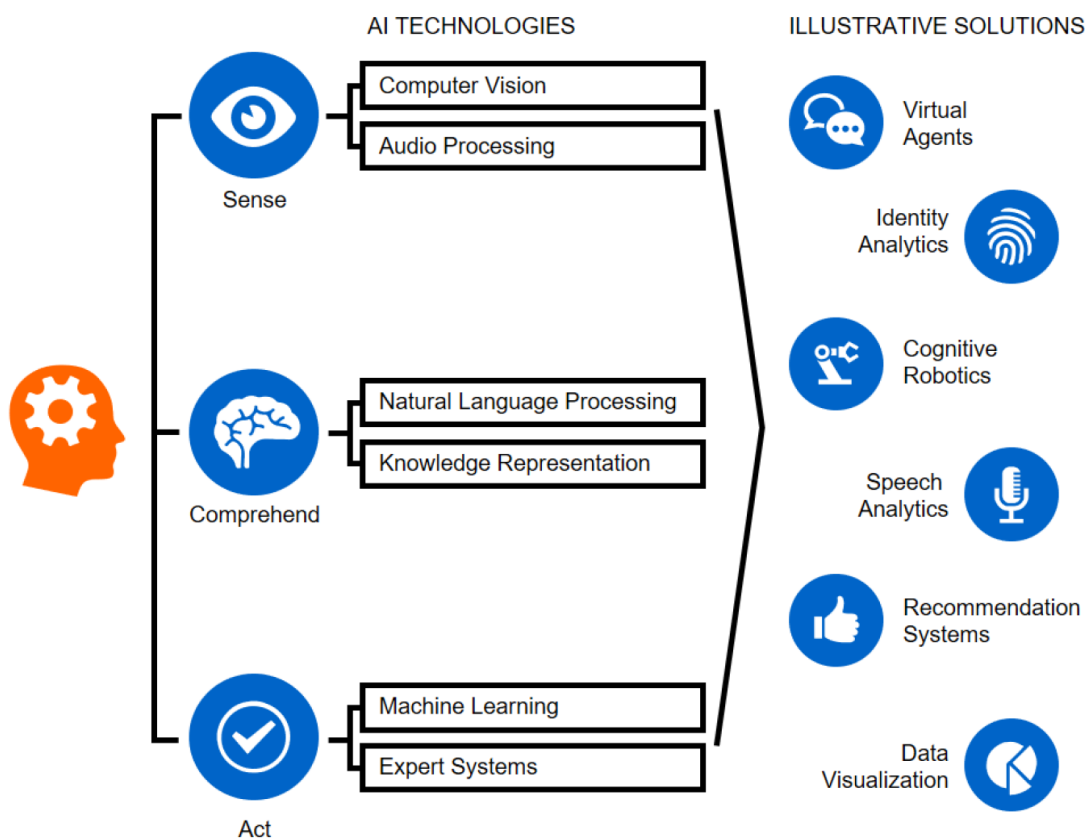 AI TECHNOLOGIES
ILLUSTRATIVE SOLUTIONS
Computer Vision
Audio Processing
Sense
Natural Language Processing
Knowledge Representation
Comprehend
Machine Learning
Expert Systems
Act
Virtual
Agents
Identity
Analytics
Cognitive
Robotics
Speech
Analytics
Recommendation
Systems
Data
Visualization